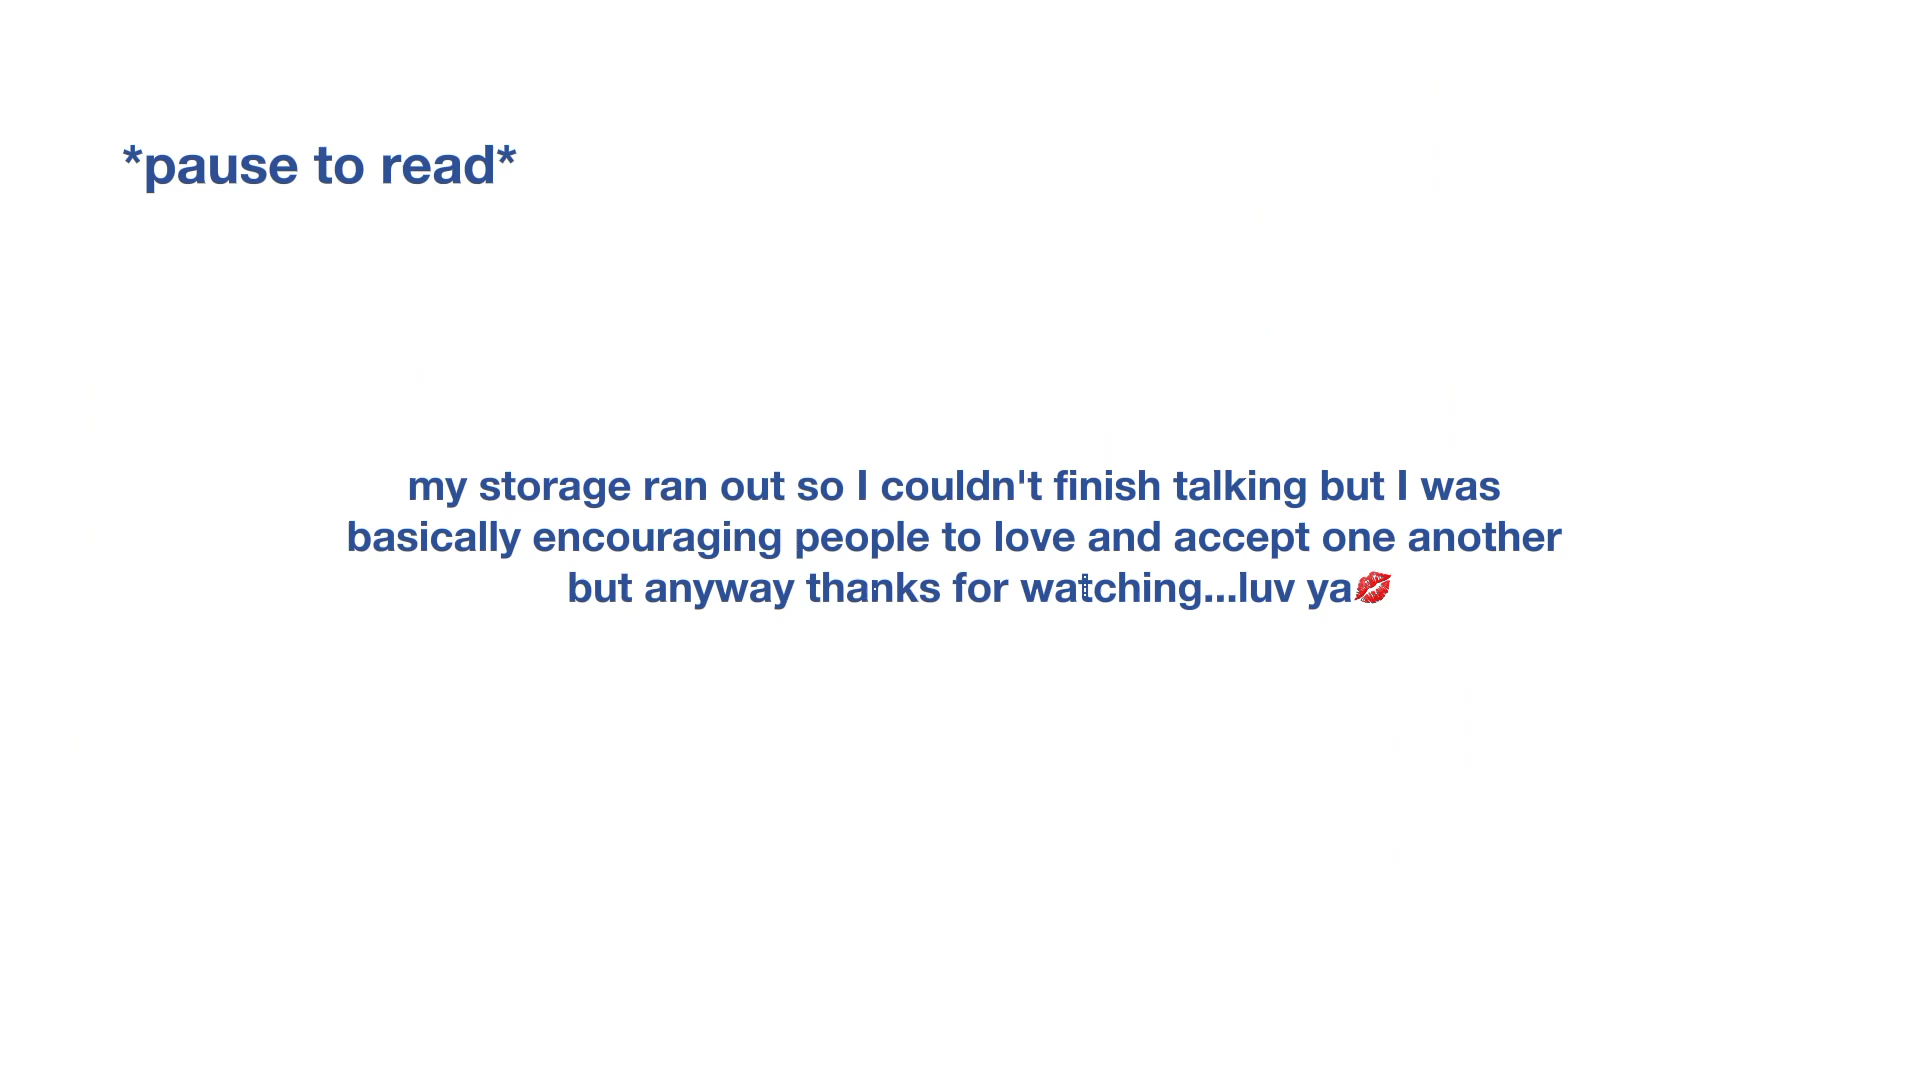 *pause to read*
my storage ran out so I couldn't finish talking but I was
basically encouraging people to love and accept one another
but anyway thanks for watching...luv ya💋